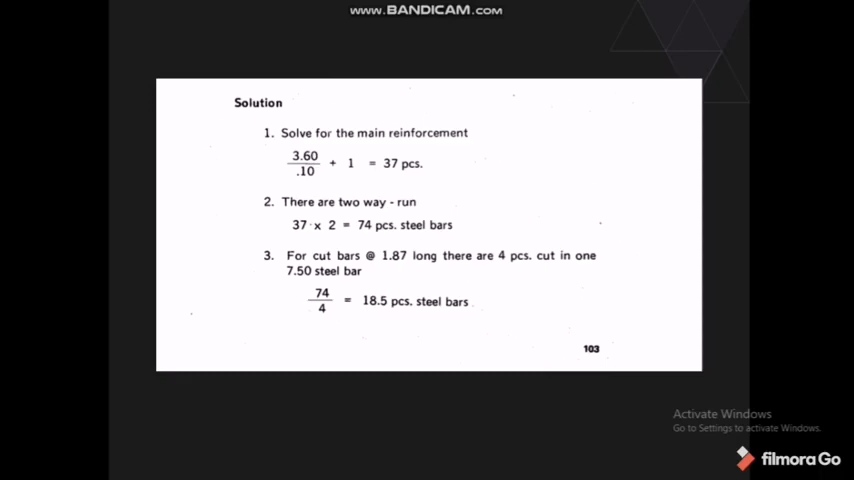 www.BANDICAM.com
Solution
1. Solve for the main reinforcement
3.60
.10
+ 1 = 37 pcs.
2. There are two way - run
37 x 2 = 74 pcs. steel bars
3. For cut bars @ 1.87 long there are 4 pcs. cut in one
7.50 steel bar
74
4
= 18.5 pcs. steel bars
103
Activate Windows
Go to Settings to activate Windows.
filmora Go